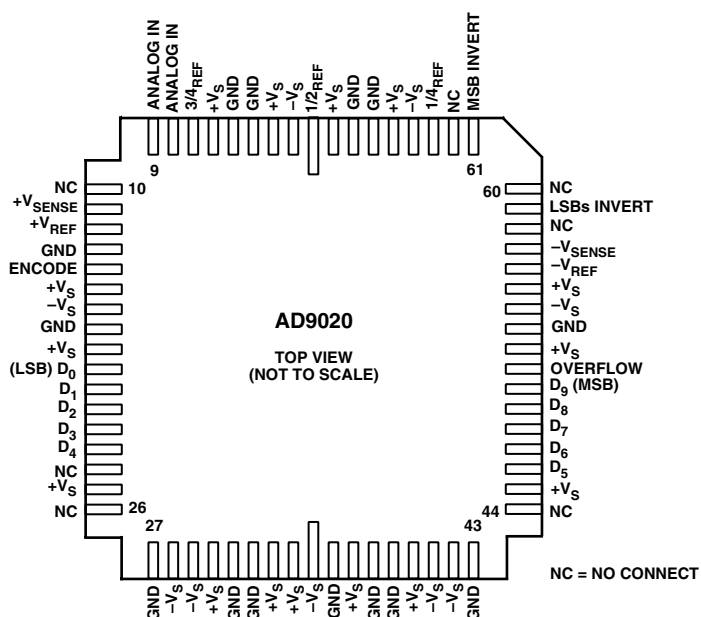 ANALOG IN
ANALOG IN
3/4REF
+VS
GND
GND
+VS
–VS
1/2REF
+VS
GND
GND
+VS
–VS
1/4REF
NC
MSB INVERT
9
61
NC
10
60
NC
+VSENSE
LSBs INVERT
+VREF
NC
GND
–VSENSE
ENCODE
–VREF
+VS
+VS
–VS
–VS
GND
GND
+VS
+VS
(LSB) D0
OVERFLOW
D1
D9 (MSB)
D2
D8
D3
D7
D4
D6
NC
D5
+VS
+VS
NC
26
44
NC
AD9020
TOP VIEW
(NOT TO SCALE)
27
43
GND
–VS
–VS
+VS
GND
GND
+VS
+VS
–VS
GND
+VS
GND
GND
+VS
–VS
–VS
GND
NC = NO CONNECT